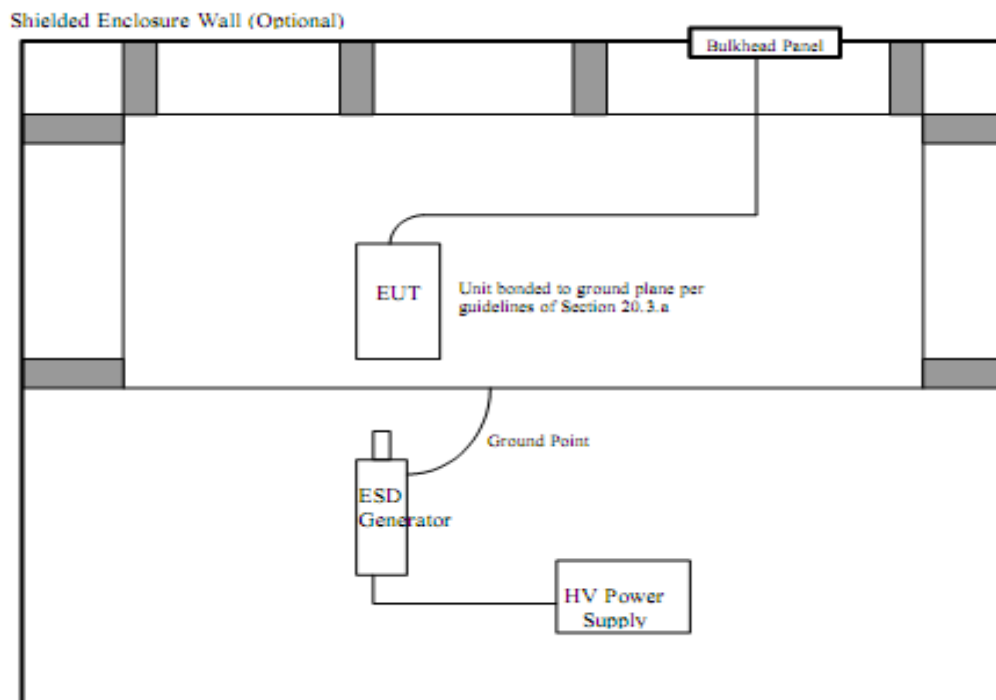 Shielded Enclosure Wall (Optional)
Bulkhead Panel
EUT
Unit bonded to ground plane per
guidelines of Section 20.3.a
Ground Point
ESD
Generator
HV Power
Supply